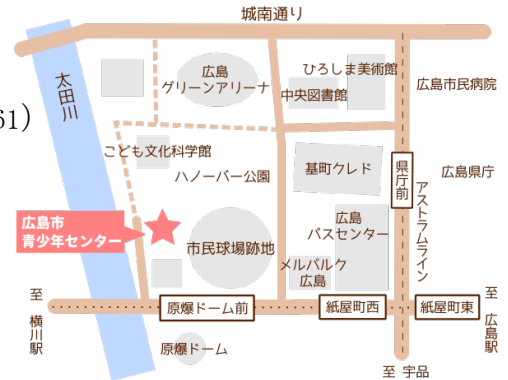 城南通り
太田川
61)
広島
グリーンアリーナ
ひろしま美術館
中央図書館
広島市民病院
こども文化科学館
ハノーバー公園
基町クレド
県庁前
広島県庁
アストラムライン
広島市
青少年センター
市民球場跡地
広島
バスセンター
メルパルク
広島
至 横川駅
原爆ドーム前
紙屋町西
紙屋町東
至 広島駅
原爆ドーム
至 宇品